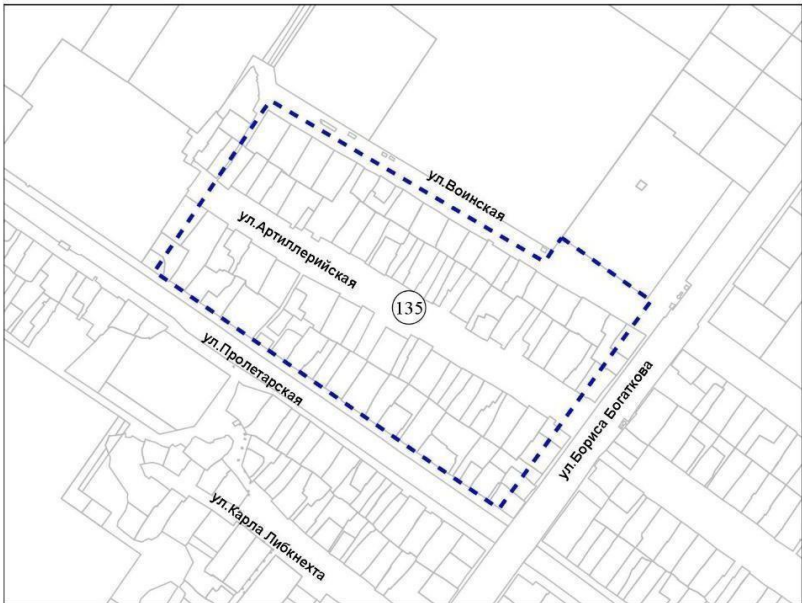 ул.Воинская
ул.Артиллерийская
135
ул.Пролетарская
ул.Бориса Богаткова
ул.Карла Либкнехта